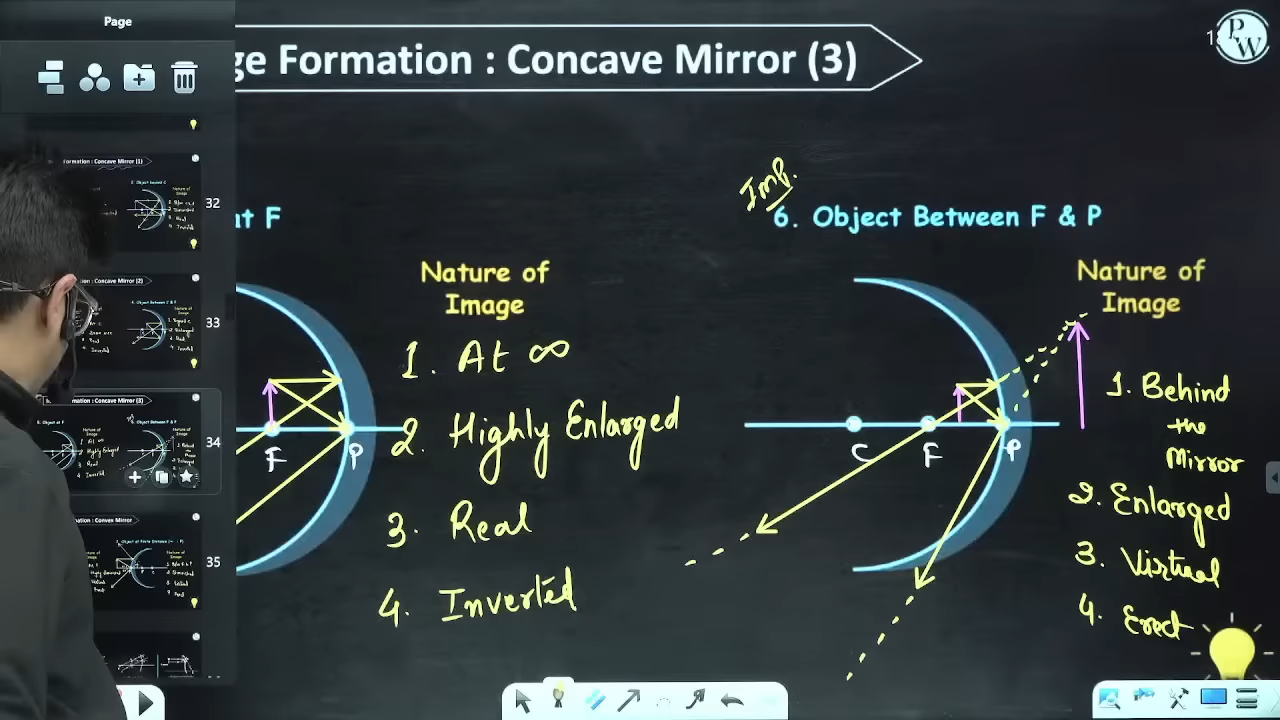 Page
ge Formation : Concave Mirror (3)
PW
32
33
34
35
at F
Nature of
Image
1. At ∞
2. Highly Enlarged
3. Real
4. Inverted
F
P
Imp.
6. Object Between F & P
Nature of
Image
1. Behind
the
Mirror
2. Enlarged
3. Virtual
4. Erect
C
F
P